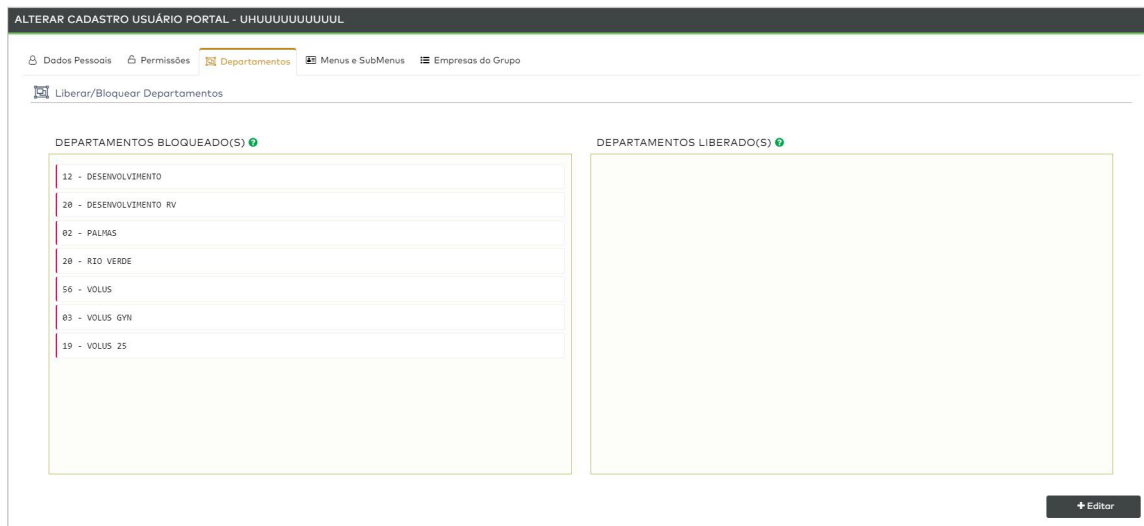 ALTERAR CADASTRO USUÁRIO PORTAL - UHUUUUUUUUUUL
Dados Pessoais Permissões Departamentos Menus e SubMenus Empresas do Grupo
Liberar/Bloquear Departamentos
DEPARTAMENTOS BLOQUEADO(S) ?
12 - DESENVOLVIMENTO
20 - DESENVOLVIMENTO RV
02 - PALMAS
20 - RIO VERDE
56 - VOLUS
03 - VOLUS GYN
19 - VOLUS 25
DEPARTAMENTOS LIBERADO(S) ?
+ Editar